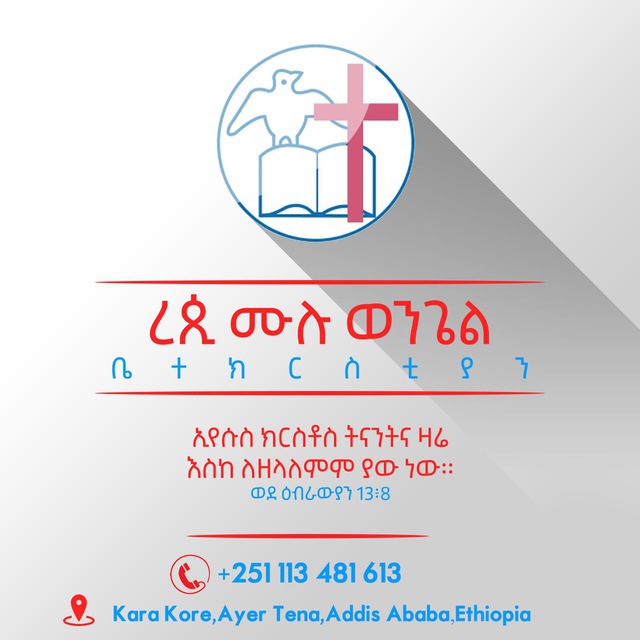 ረጲ ሙሉ ወንጌል
ቤተክርስቲያን
ኢየሱስ ክርስቶስ ትናንትና ዛሬ
እስከ ለዘላለምም ያው ነው።
ወደ ዕብራውያን 13፥8
+251 113 481 613
Kara Kore,Ayer Tena,Addis Ababa,Ethiopia